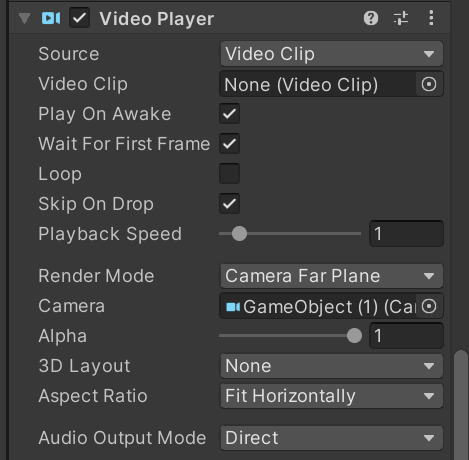 Video Player
Source Video Clip
Video Clip None (Video Clip)
Play On Awake
Wait For First Frame
Loop
Skip On Drop
Playback Speed 1
Render Mode Camera Far Plane
Camera GameObject (1) (Ca
Alpha 1
3D Layout None
Aspect Ratio Fit Horizontally
Audio Output Mode Direct